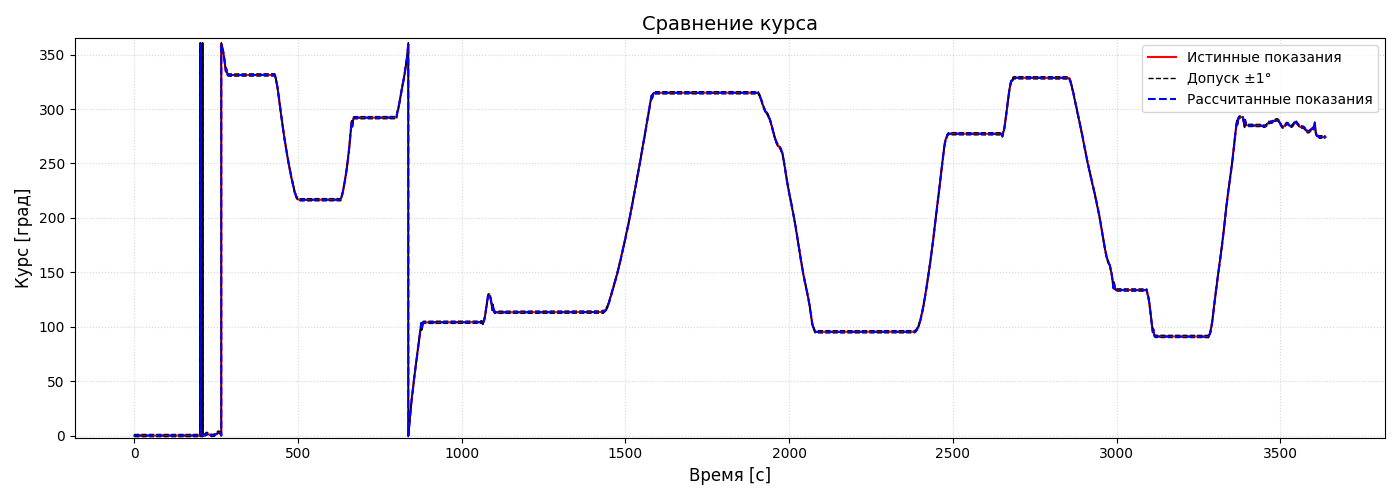 Сравнение курса
Истинные показания
Допуск ±1°
Рассчитанные показания
Курс [град]
350
300
250
200
150
100
50
0
0 500 1000 1500 2000 2500 3000 3500
Время [с]